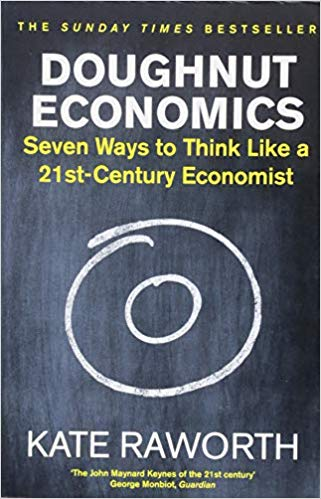 THE SUNDAY TIMES BESTSELLER
DOUGHNUT
ECONOMICS
Seven Ways to Think Like a
21st-Century Economist
KATE RAWORTH
'The John Maynard Keynes of the 21st century'
George Monbiot, Guardian